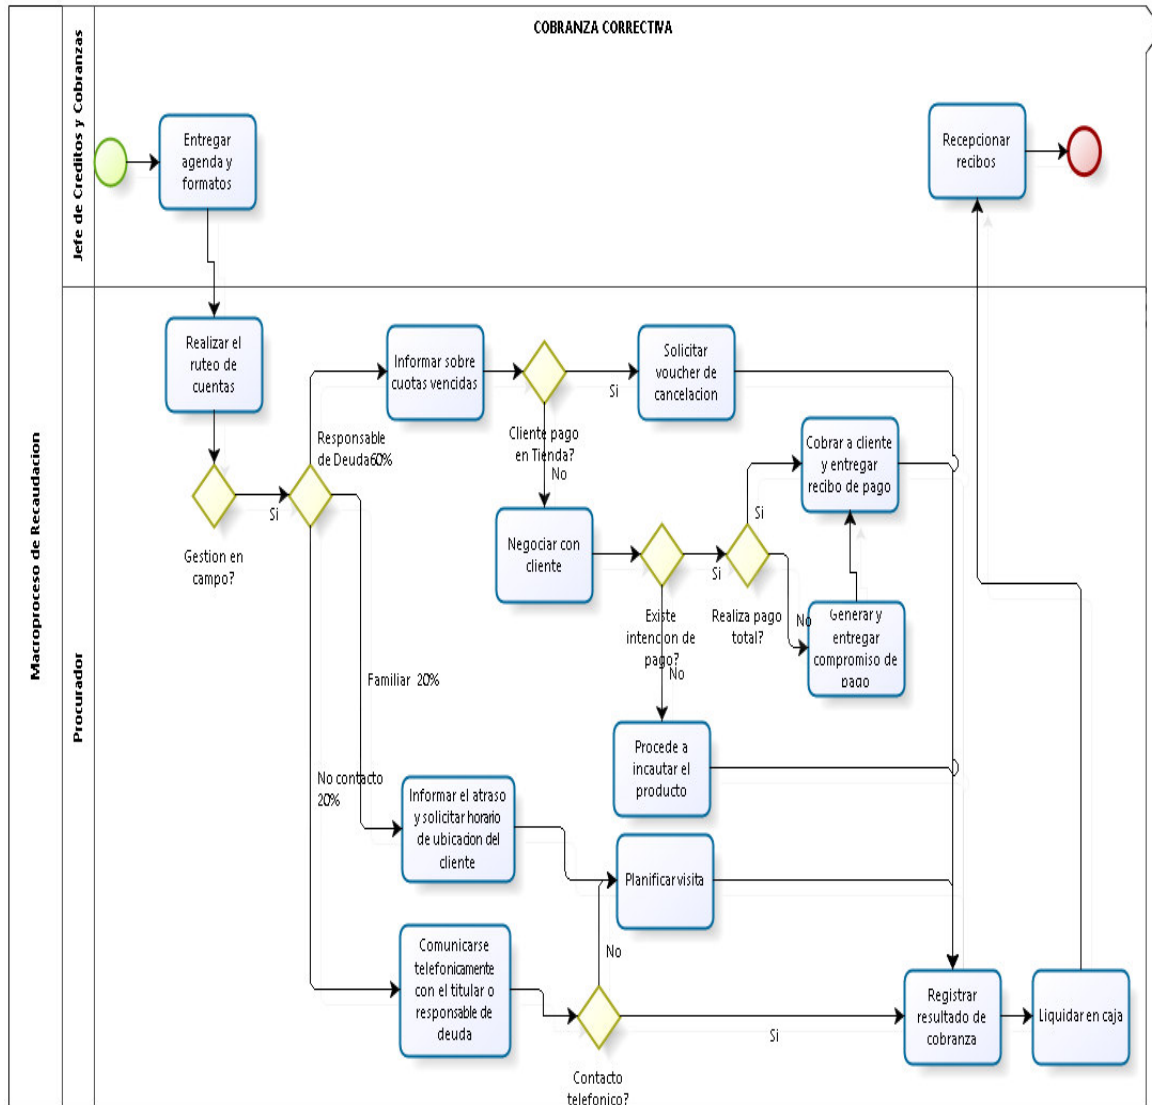 COBRANZA CORRECTIVA
Macroproceso de Recaudacion
Jefe de Creditos y Cobranzas
Entregar
agenda y
formatos
Recepcionar
recibos
Procurador
Realizar el
ruteo de
cuentas
Gestion en
campo?
Si
Responsable
de Deuda60%
Informar sobre
cuotas vencidas
Cliente pago
en Tienda?
Si
No
Solicitar
voucher de
cancelacion
Negociar con
cliente
Existe
intencion de
pago?
Si
No
Realiza pago
total?
Si
No
Cobrar a cliente
y entregar
recibo de pago
Generar y
entregar
compromiso de
pago
Procede a
incautar el
producto
Familiar 20%
No contacto
20%
Informar el atraso
y solicitar horario
de ubicacion del
cliente
Planificar visita
Comunicarse
telefonicamente
con el titular o
responsable de
deuda
No
Contacto
telefonico?
Si
Registrar
resultado de
cobranza
Liquidar en caja